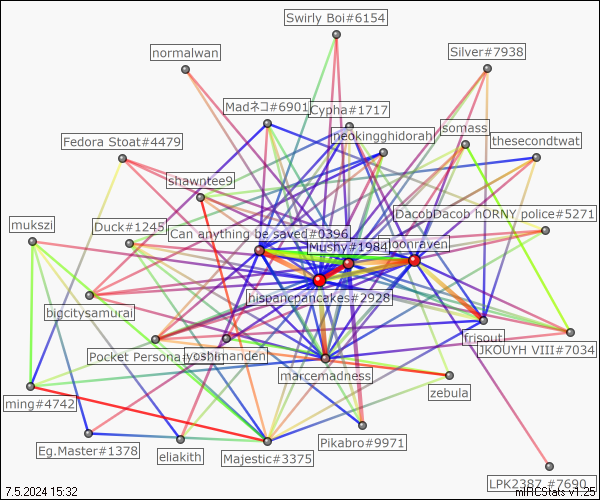 Swirly Boi#6154
normalwan
Silver#7938
Madネコ#6901
Cypha#1717
neokingghidorah
somass
Fedora Stoat#4479
thesecondtwat
shawntee9
DacobDacob hORNY police#5271
mukszi
Duck#1245
Can anything be saved#0396
Mushy#1984
loonraven
hispanicpancakes#2928
bigcitysamurai
frisout
JKOUYH VIII#7034
Pocket Persona
yoshimanden
marcemadness
zebula
ming#4742
Eg.Master#1378
eliakith
Majestic#3375
Pikabro#9971
LPK2387 #7690
7.5.2024 15:32
mIRCStats v1.25